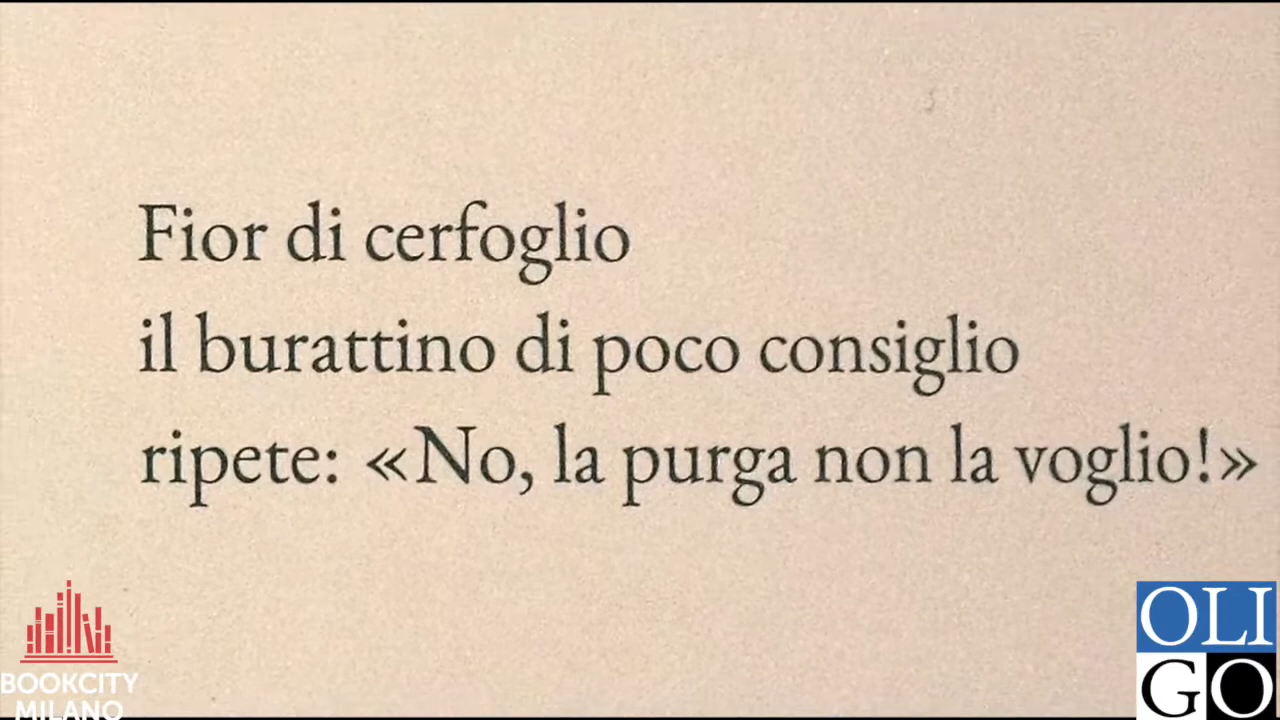 Fior di cerfoglio
il burattino di poco consiglio
ripete: «No, la purga non la voglio!»
BOOKCITY
MILANO
OLI
GO